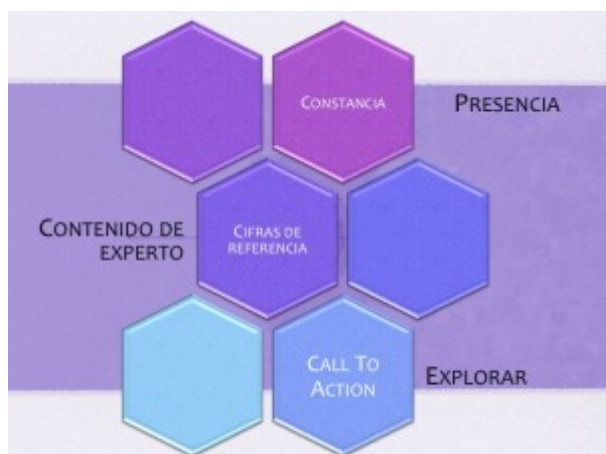 CONSTANCIA
PRESENCIA
CONTENIDO DE
EXPERTO
CIFRAS DE
REFERENCIA
CALL TO
ACTION
EXPLORAR